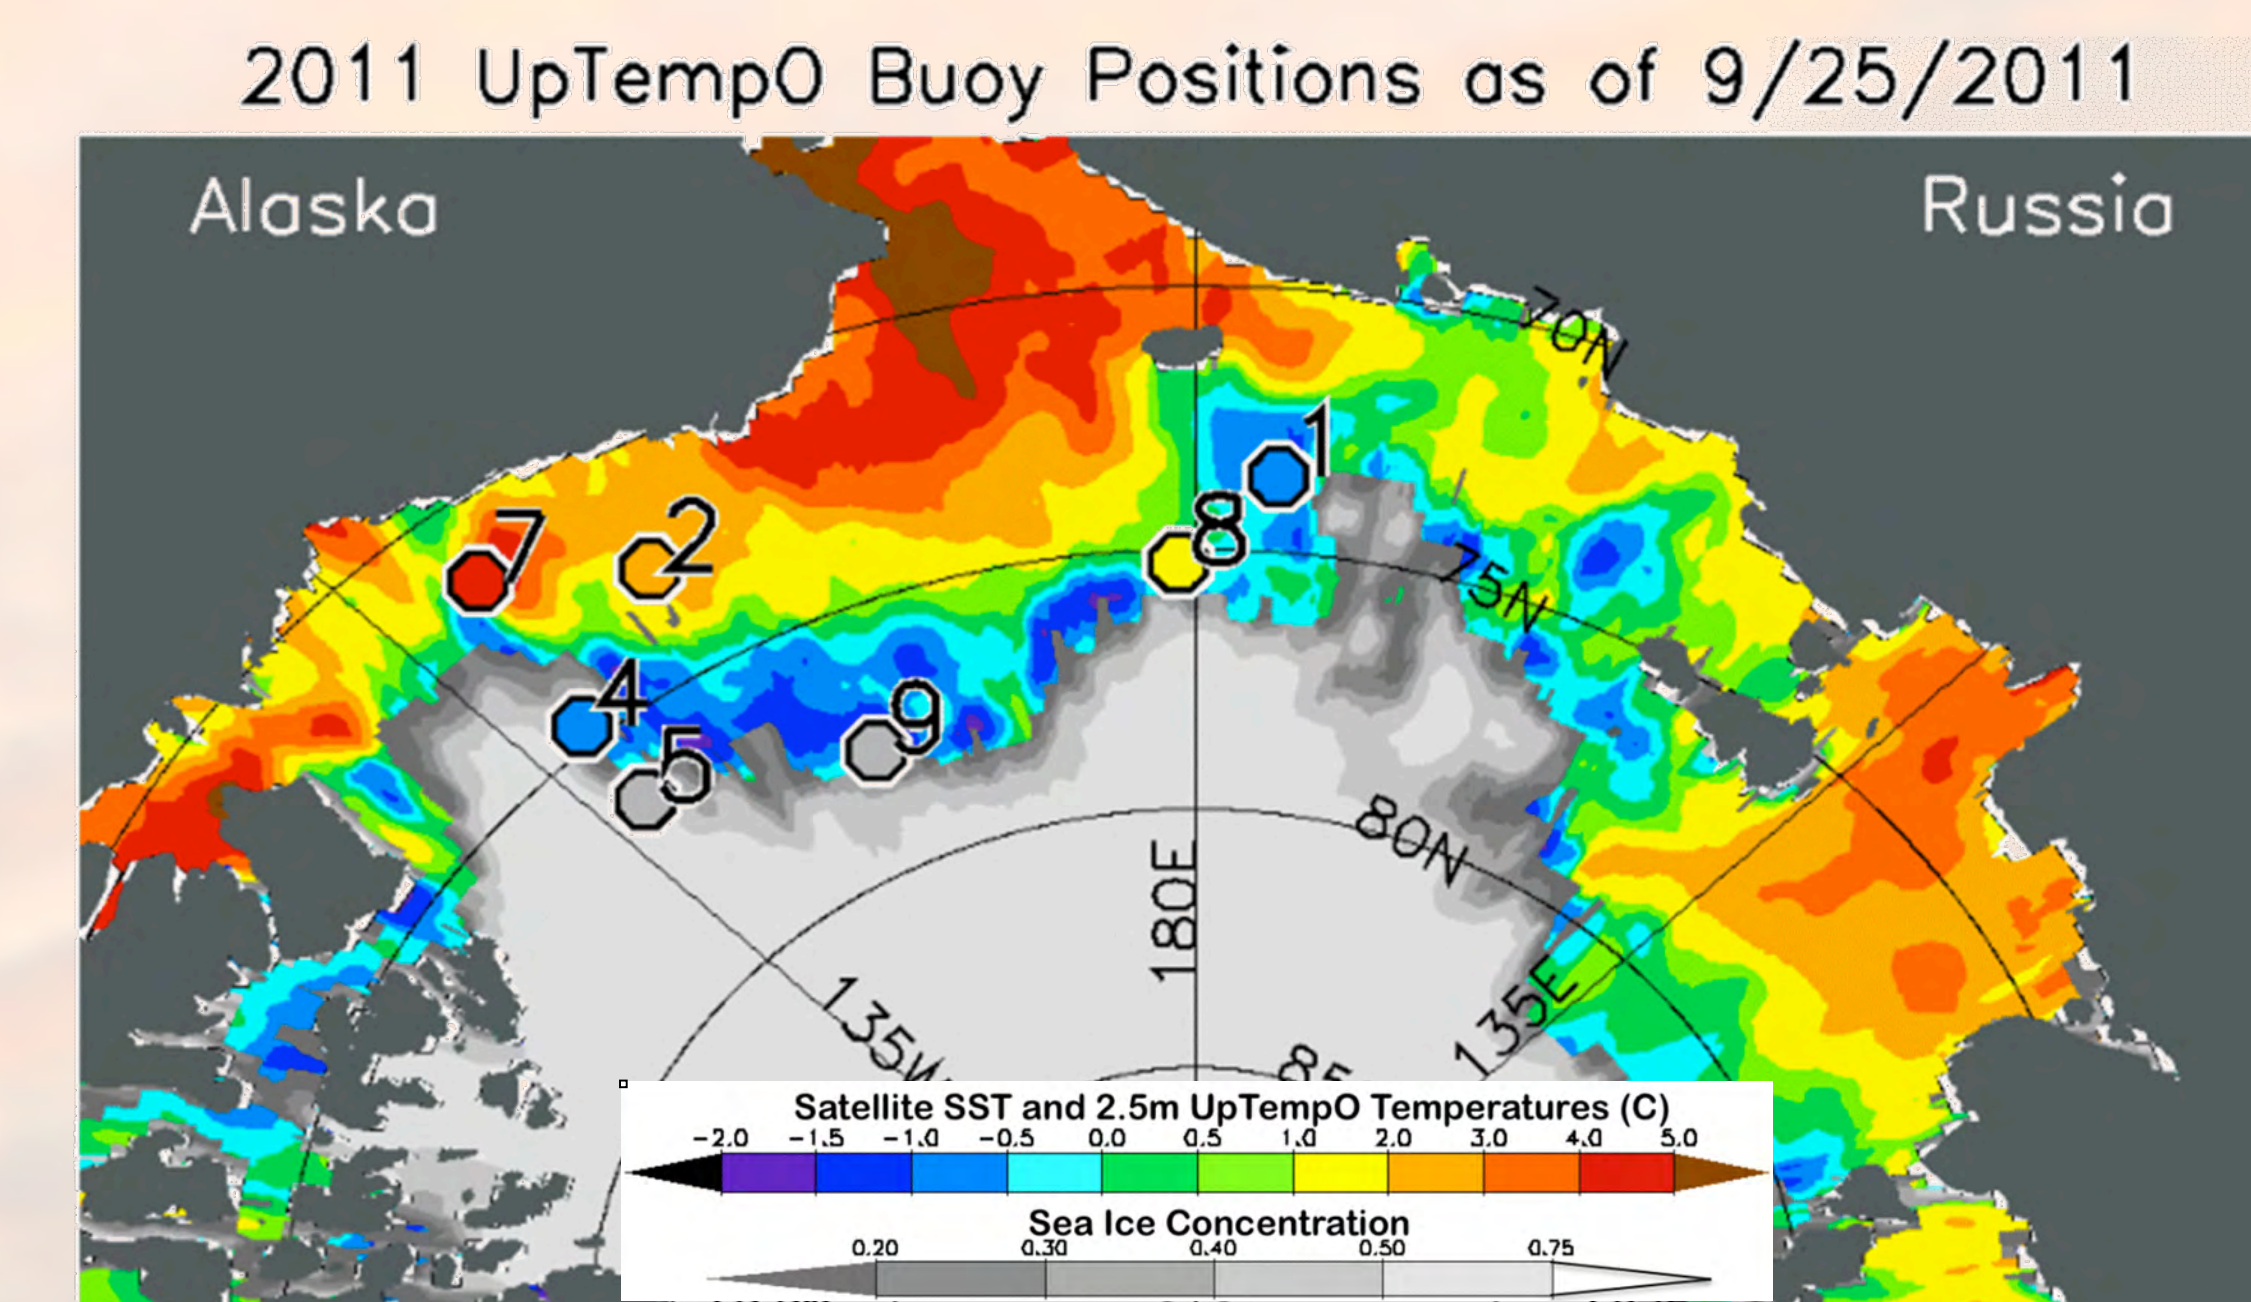 2011 UpTempO Buoy Positions as of 9/25/2011
Alaska
Russia
70N
1
7
2
8
75N
4
9
5
80N
180E
135W
135E
85
Satellite SST and 2.5m UpTempO Temperatures (C)
−2.0 −1.5 −1.0 −0.5 0.0 0.5 1.0 2.0 3.0 4.0 5.0
Sea Ice Concentration
0.20 0.30 0.40 0.50 0.75